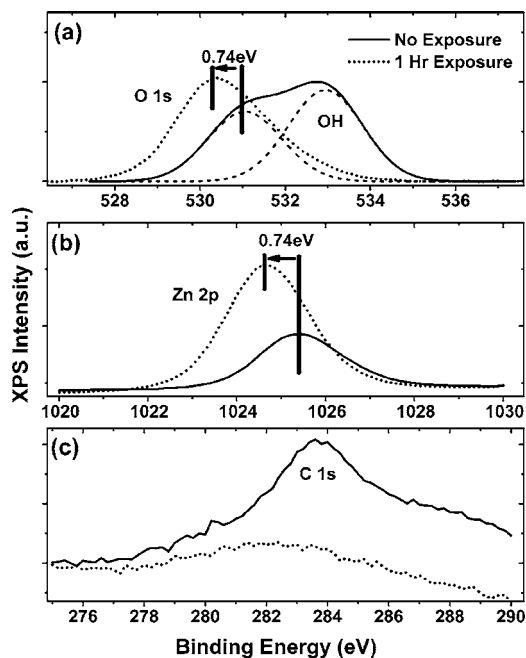 XPS Intensity (a.u.)
(a)
0.74eV
No Exposure
1 Hr Exposure
O 1s
OH
528 530 532 534 536
(b)
0.74eV
Zn 2p
1020 1022 1024 1026 1028 1030
(c)
C 1s
276 278 280 282 284 286 288 290
Binding Energy (eV)